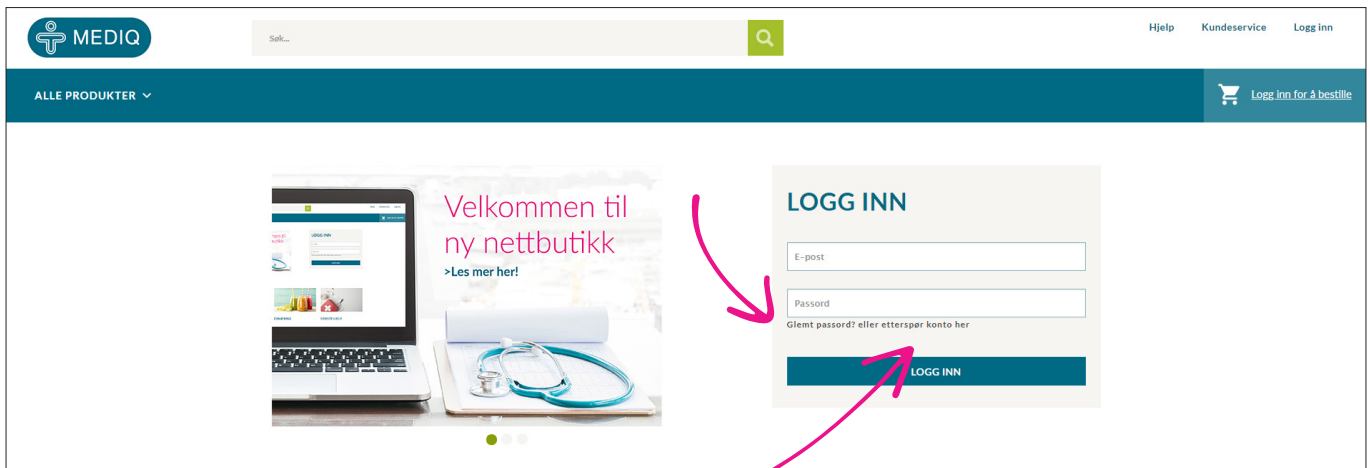 MEDIQ
Søk...
Hjelp Kundeservice Logg inn
ALLE PRODUKTER
Logg inn for å bestille
Velkommen til
ny nettbutikk
>Les mer her!
LOGG INN
E-post
Passord
Glemt passord? eller etterspør konto her
LOGG INN